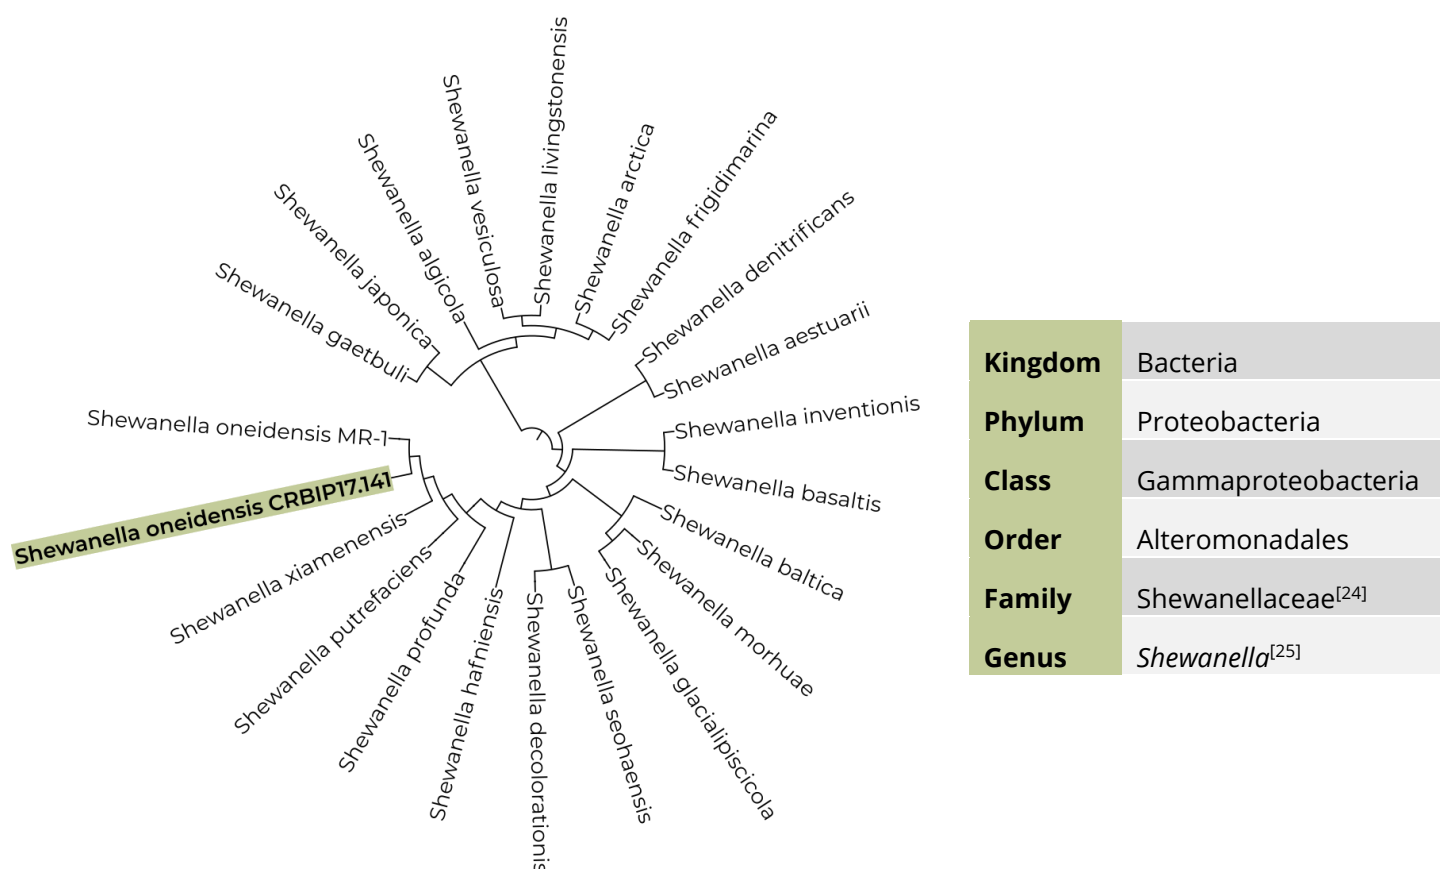 Shewanella livingstonensis
Shewanella vesiculosa
Shewanella arctica
Shewanella frigidimarina
Shewanella algicola
Shewanella japonica
Shewanella denitrificans
Shewanella gaetbuli
Shewanella aestuarii
Shewanella inventionis
Shewanella oneidensis MR-1
Shewanella basaltis
Shewanella oneidensis CRBIP17.141
Shewanella baltica
Shewanella xiamenensis
Shewanella morhuae
Shewanella putrefaciens
Shewanella glacialipiscicola
Shewanella profunda
Shewanella hafniensis
Shewanella seohaensis
Shewanella decolorationis
Kingdom Bacteria
Phylum Proteobacteria
Class Gammaproteobacteria
Order Alteromonadales
Family Shewanellaceae[24]
Genus Shewanella[25]